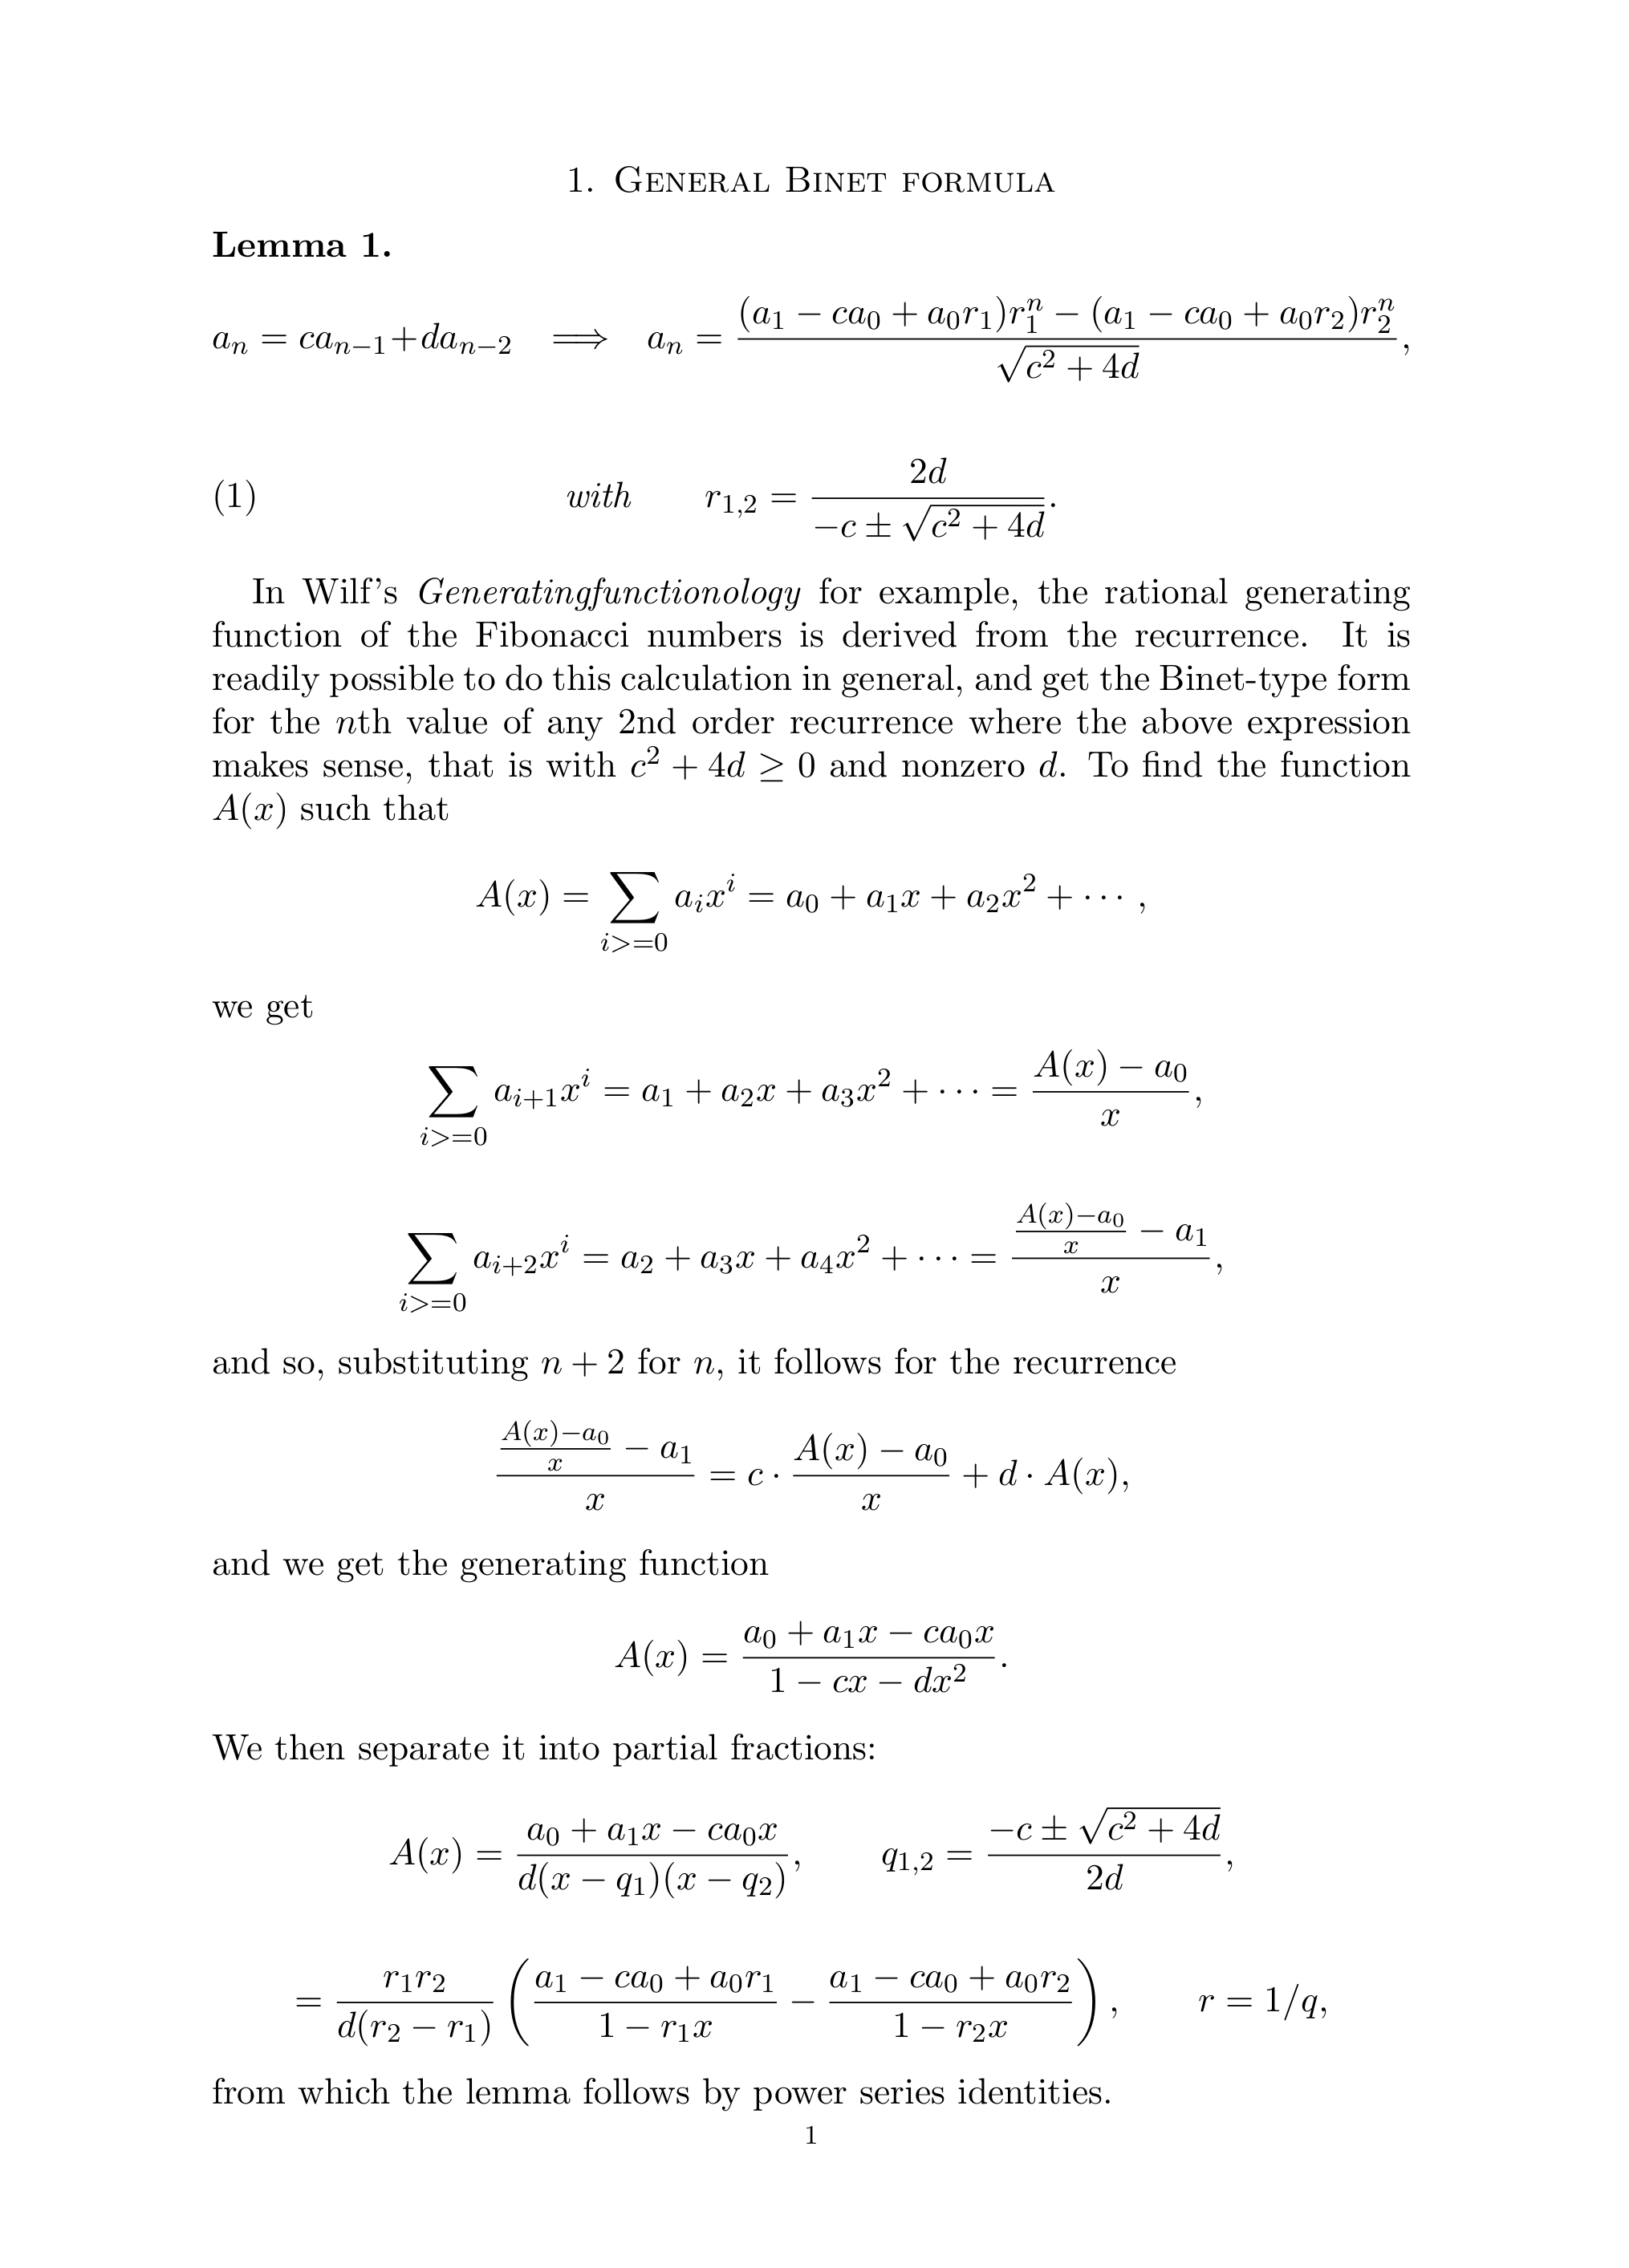 1. General Binet formula
Lemma 1.
$a_n = ca_{n-1}+da_{n-2} \implies a_n = \frac{(a_1 - ca_0 + a_0r_1)r_1^n - (a_1 - ca_0 + a_0r_2)r_2^n}{\sqrt{c^2 + 4d}},$
(1) with $r_{1,2} = \frac{2d}{-c \pm \sqrt{c^2 + 4d}}.$
In Wilf's Generatingfunctionology for example, the rational generating
function of the Fibonacci numbers is derived from the recurrence. It is
readily possible to do this calculation in general, and get the Binet-type form
for the $n$th value of any 2nd order recurrence where the above expression
makes sense, that is with $c^2 + 4d \geq 0$ and nonzero $d$. To find the function
$A(x)$ such that
$A(x) = \sum_{i>=0} a_i x^i = a_0 + a_1x + a_2x^2 + \cdots,$
we get
$\sum_{i>=0} a_{i+1}x^i = a_1 + a_2x + a_3x^2 + \cdots = \frac{A(x) - a_0}{x},$
$\sum_{i>=0} a_{i+2}x^i = a_2 + a_3x + a_4x^2 + \cdots = \frac{\frac{A(x)-a_0}{x} - a_1}{x},$
and so, substituting $n + 2$ for $n$, it follows for the recurrence
$\frac{\frac{A(x)-a_0}{x} - a_1}{x} = c \cdot \frac{A(x) - a_0}{x} + d \cdot A(x),$
and we get the generating function
$A(x) = \frac{a_0 + a_1x - ca_0x}{1 - cx - dx^2}.$
We then separate it into partial fractions:
$A(x) = \frac{a_0 + a_1x - ca_0x}{d(x - q_1)(x - q_2)}, \qquad q_{1,2} = \frac{-c \pm \sqrt{c^2 + 4d}}{2d},$
$= \frac{r_1r_2}{d(r_2 - r_1)} \left( \frac{a_1 - ca_0 + a_0r_1}{1 - r_1x} - \frac{a_1 - ca_0 + a_0r_2}{1 - r_2x} \right), \qquad r = 1/q,$
from which the lemma follows by power series identities.
1